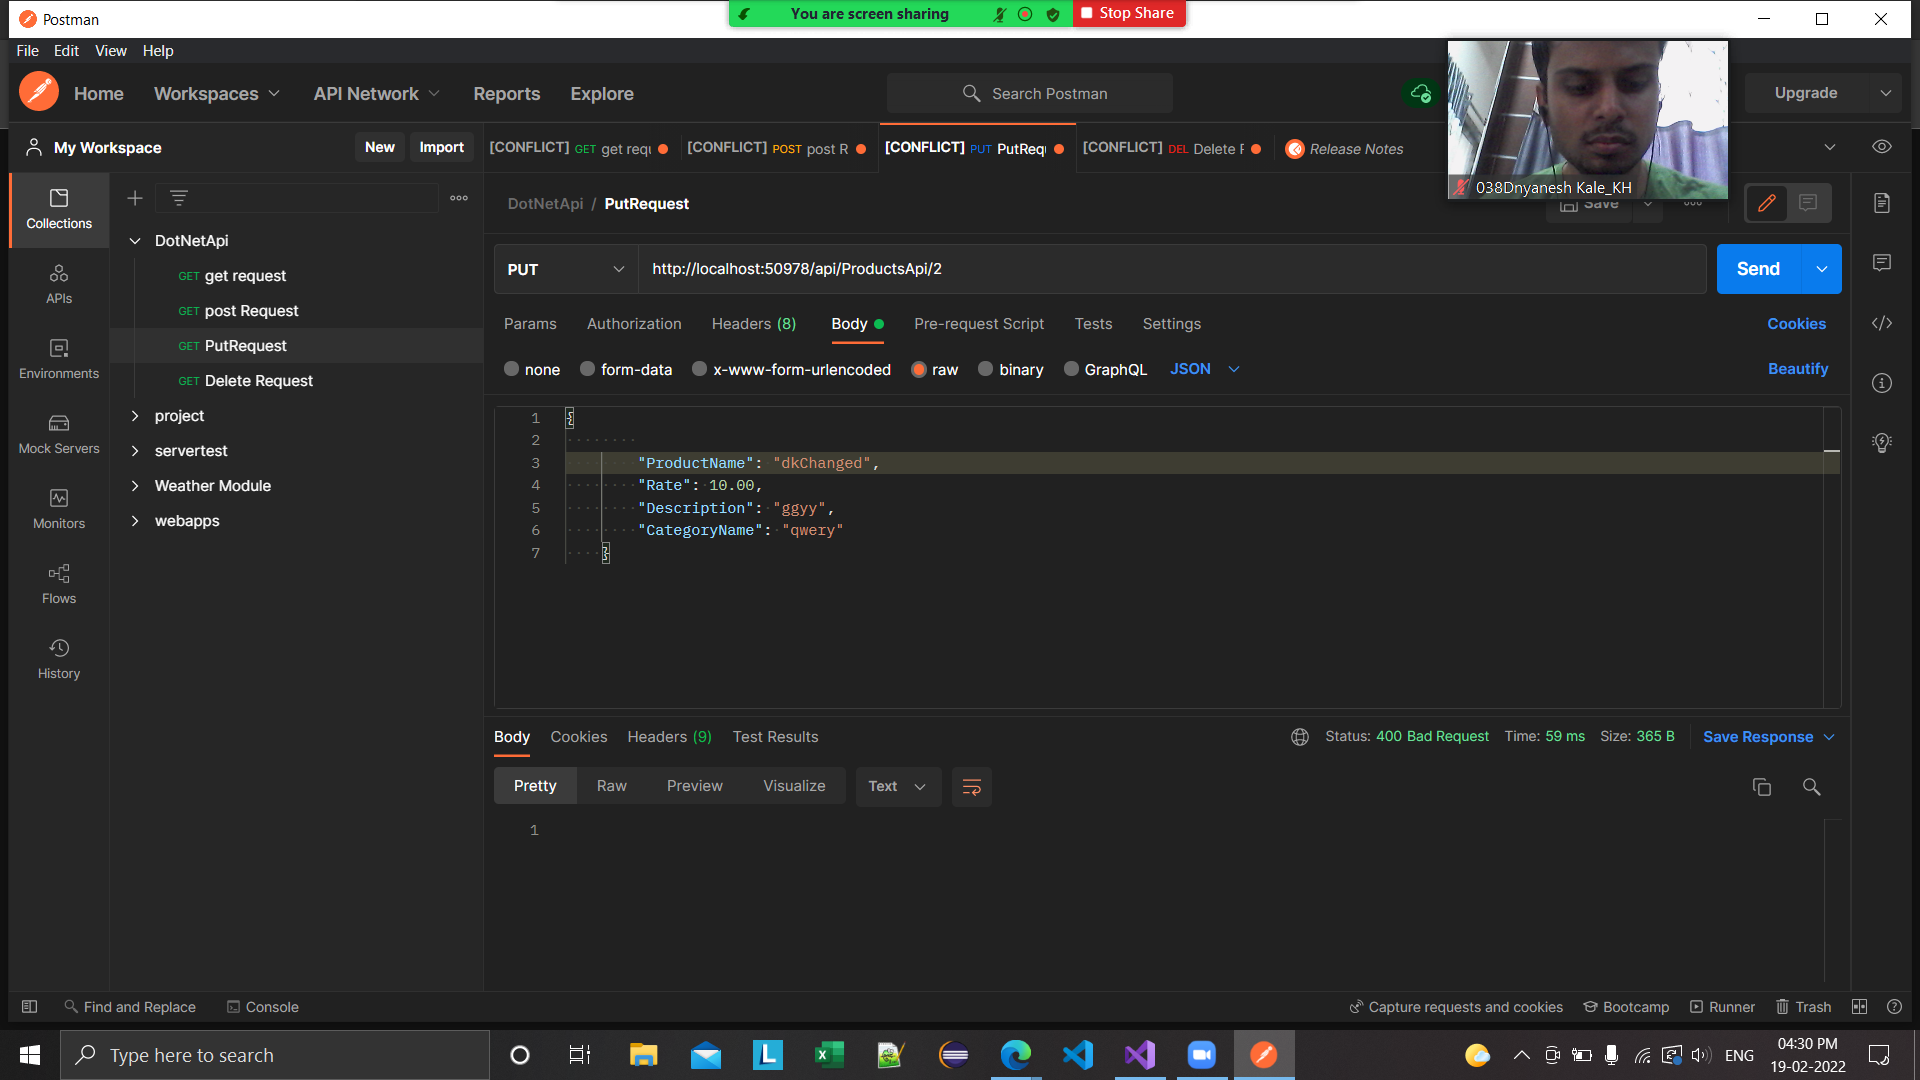 Postman
You are screen sharing
Stop Share
File Edit View Help
Home Workspaces API Network Reports Explore
Search Postman
Upgrade
My Workspace
New Import
[CONFLICT] GET get requ
[CONFLICT] POST post R
[CONFLICT] PUT PutReq
[CONFLICT] DEL Delete
Release Notes
038Dnyanesh Kale_KH
Collections
APIs
Environments
Mock Servers
Monitors
Flows
History
DotNetApi
GET get request
GET post Request
GET PutRequest
GET Delete Request
project
servertest
Weather Module
webapps
DotNetApi / PutRequest
Save
PUT http://localhost:50978/api/ProductsApi/2
Send
Params Authorization Headers (8) Body Pre-request Script Tests Settings
Cookies
none form-data x-www-form-urlencoded raw binary GraphQL JSON
Beautify
1 {
2
3 "ProductName": "dkChanged",
4 "Rate": 10.00,
5 "Description": "ggyy",
6 "CategoryName": "qwery"
7 }
Body Cookies Headers (9) Test Results
Status: 400 Bad Request Time: 59 ms Size: 365 B Save Response
Pretty Raw Preview Visualize Text
1
Find and Replace Console
Capture requests and cookies Bootcamp Runner Trash
Type here to search
L
ENG
04:30 PM
19-02-2022